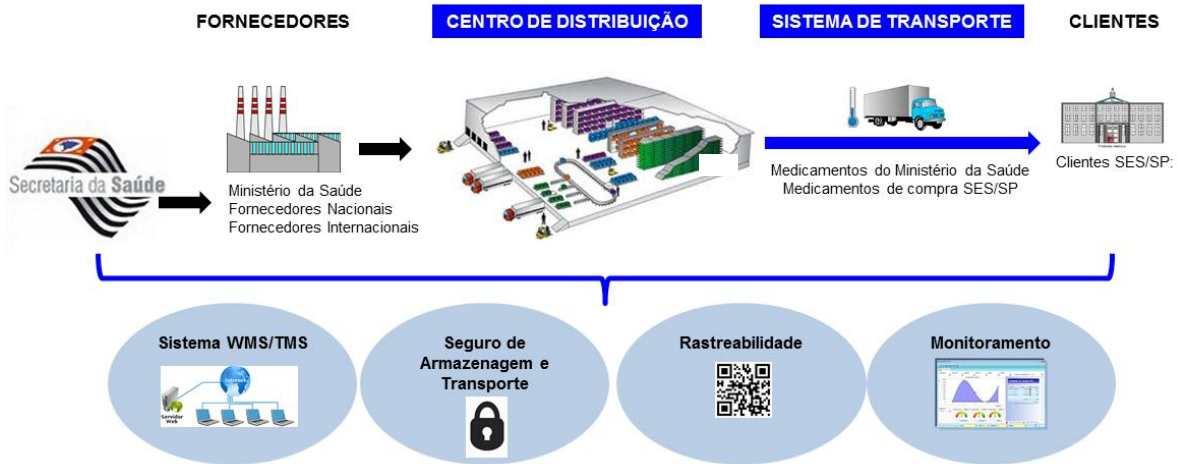 FORNECEDORES
CENTRO DE DISTRIBUIÇÃO
SISTEMA DE TRANSPORTE
CLIENTES
Secretaria da Saúde
Ministério da Saúde
Fornecedores Nacionais
Fornecedores Internacionais
Medicamentos do Ministério da Saúde
Medicamentos de compra SES/SP
Clientes SES/SP:
Sistema WMS/TMS
Internet
Servidor
Web
Seguro de
Armazenagem e
Transporte
Rastreabilidade
Monitoramento